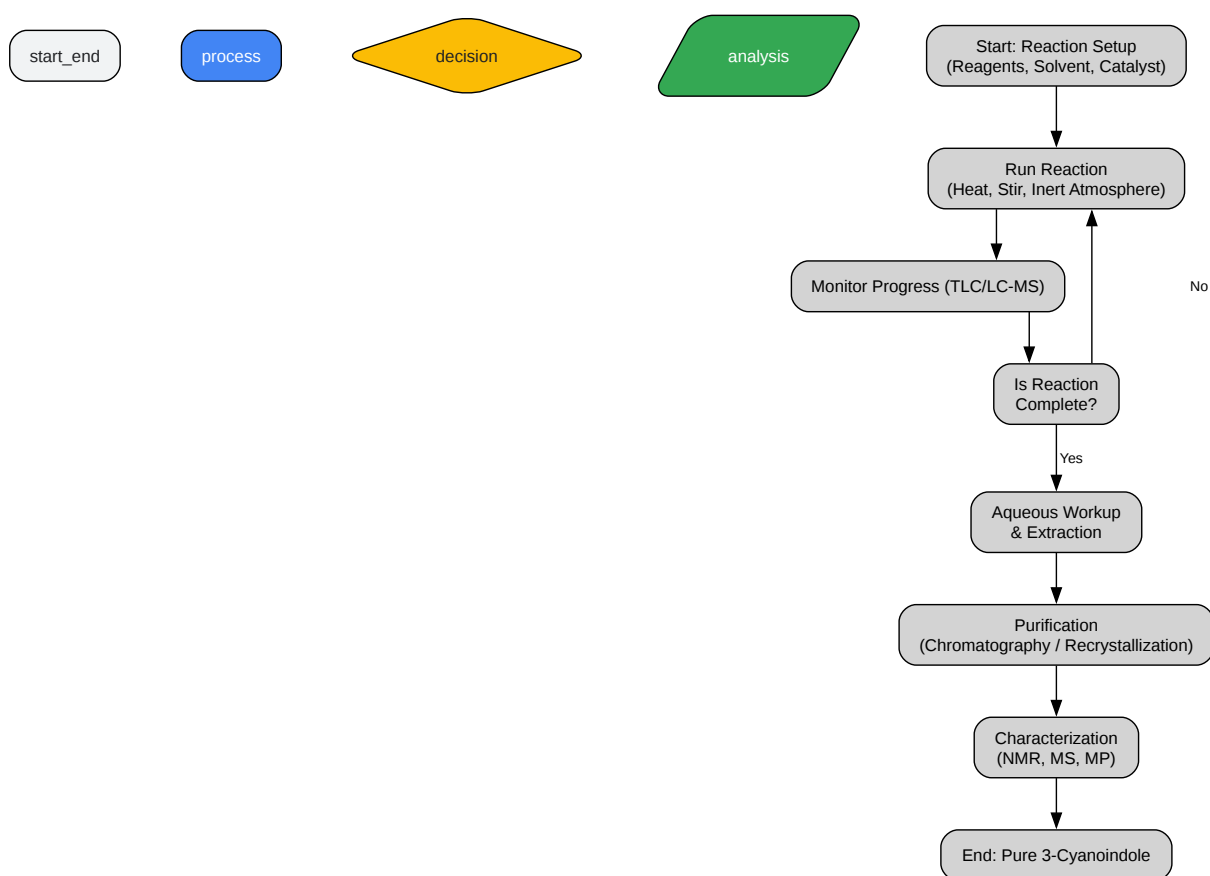 start_end
process
decision
analysis
Start: Reaction Setup
(Reagents, Solvent, Catalyst)
Run Reaction
(Heat, Stir, Inert Atmosphere)
Monitor Progress (TLC/LC-MS)
No
Is Reaction
Complete?
Yes
Aqueous Workup
& Extraction
Purification
(Chromatography / Recrystallization)
Characterization
(NMR, MS, MP)
End: Pure 3-Cyanoindole